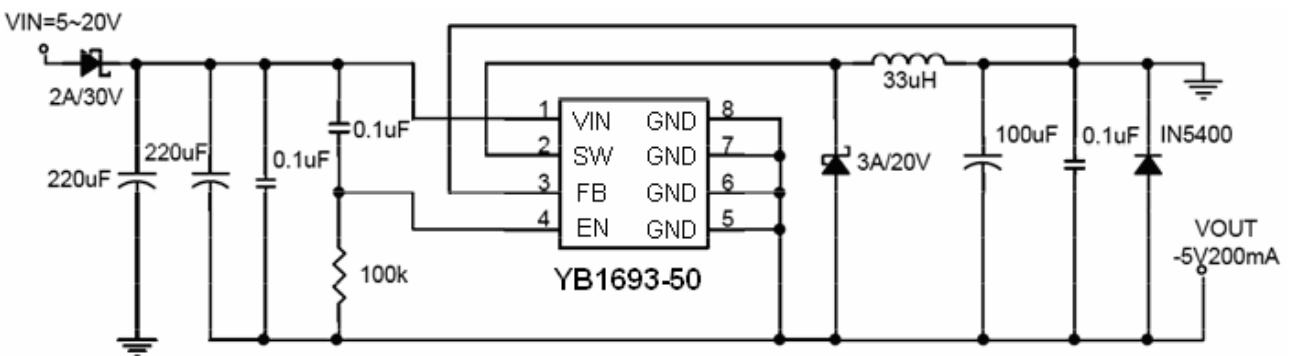 VIN=5~20V
2A/30V
220uF
220uF
0.1uF
0.1uF
100k
1 VIN GND 8
2 SW GND 7
3 FB GND 6
4 EN GND 5
YB1693-50
33uH
3A/20V
100uF
0.1uF
IN5400
VOUT
-5V200mA